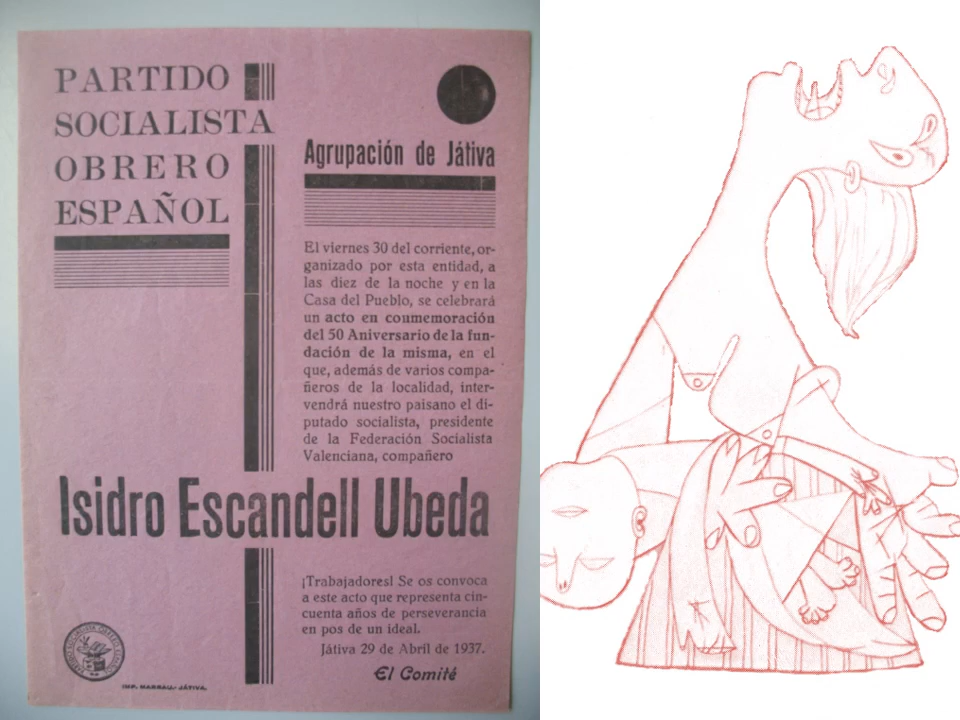 PARTIDO
SOCIALISTA
OBRERO
ESPAÑOL
Agrupación de Játiva
El viernes 30 del corriente, or-
ganizado por esta entidad, a
las diez de la noche y en la
Casa del Pueblo, se celebrará
un acto en coumemoración
del 50 Aniversario de la fun-
dación de la misma, en el
que, además de varios compa-
ñeros de la localidad, inter-
vendrá nuestro paisano el di-
putado socialista, presidente
de la Federación Socialista
Valenciana, compañero
Isidro Escandell Ubeda
¡Trabajadores! Se os convoca
a este acto que representa cin-
cuenta años de perseverancia
en pos de un ideal.
Játiva 29 de Abril de 1937.
El Comité
IMP. MARRAU.-JÁTIVA.